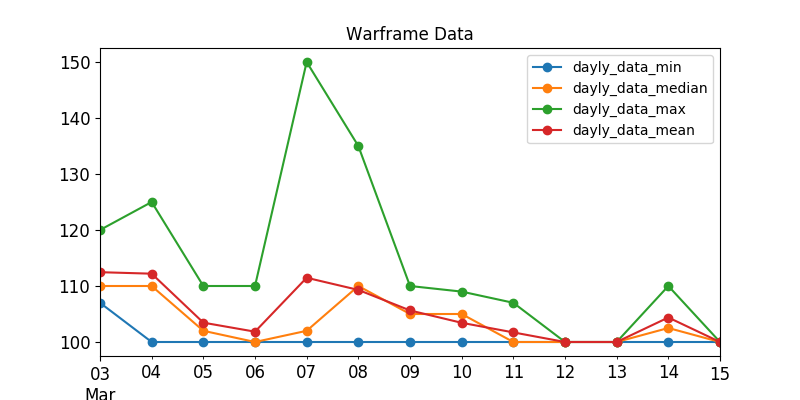 Warframe Data
dayly_data_min
dayly_data_median
dayly_data_max
dayly_data_mean
150
140
130
120
110
100
03 04 05 06 07 08 09 10 11 12 13 14 15
Mar